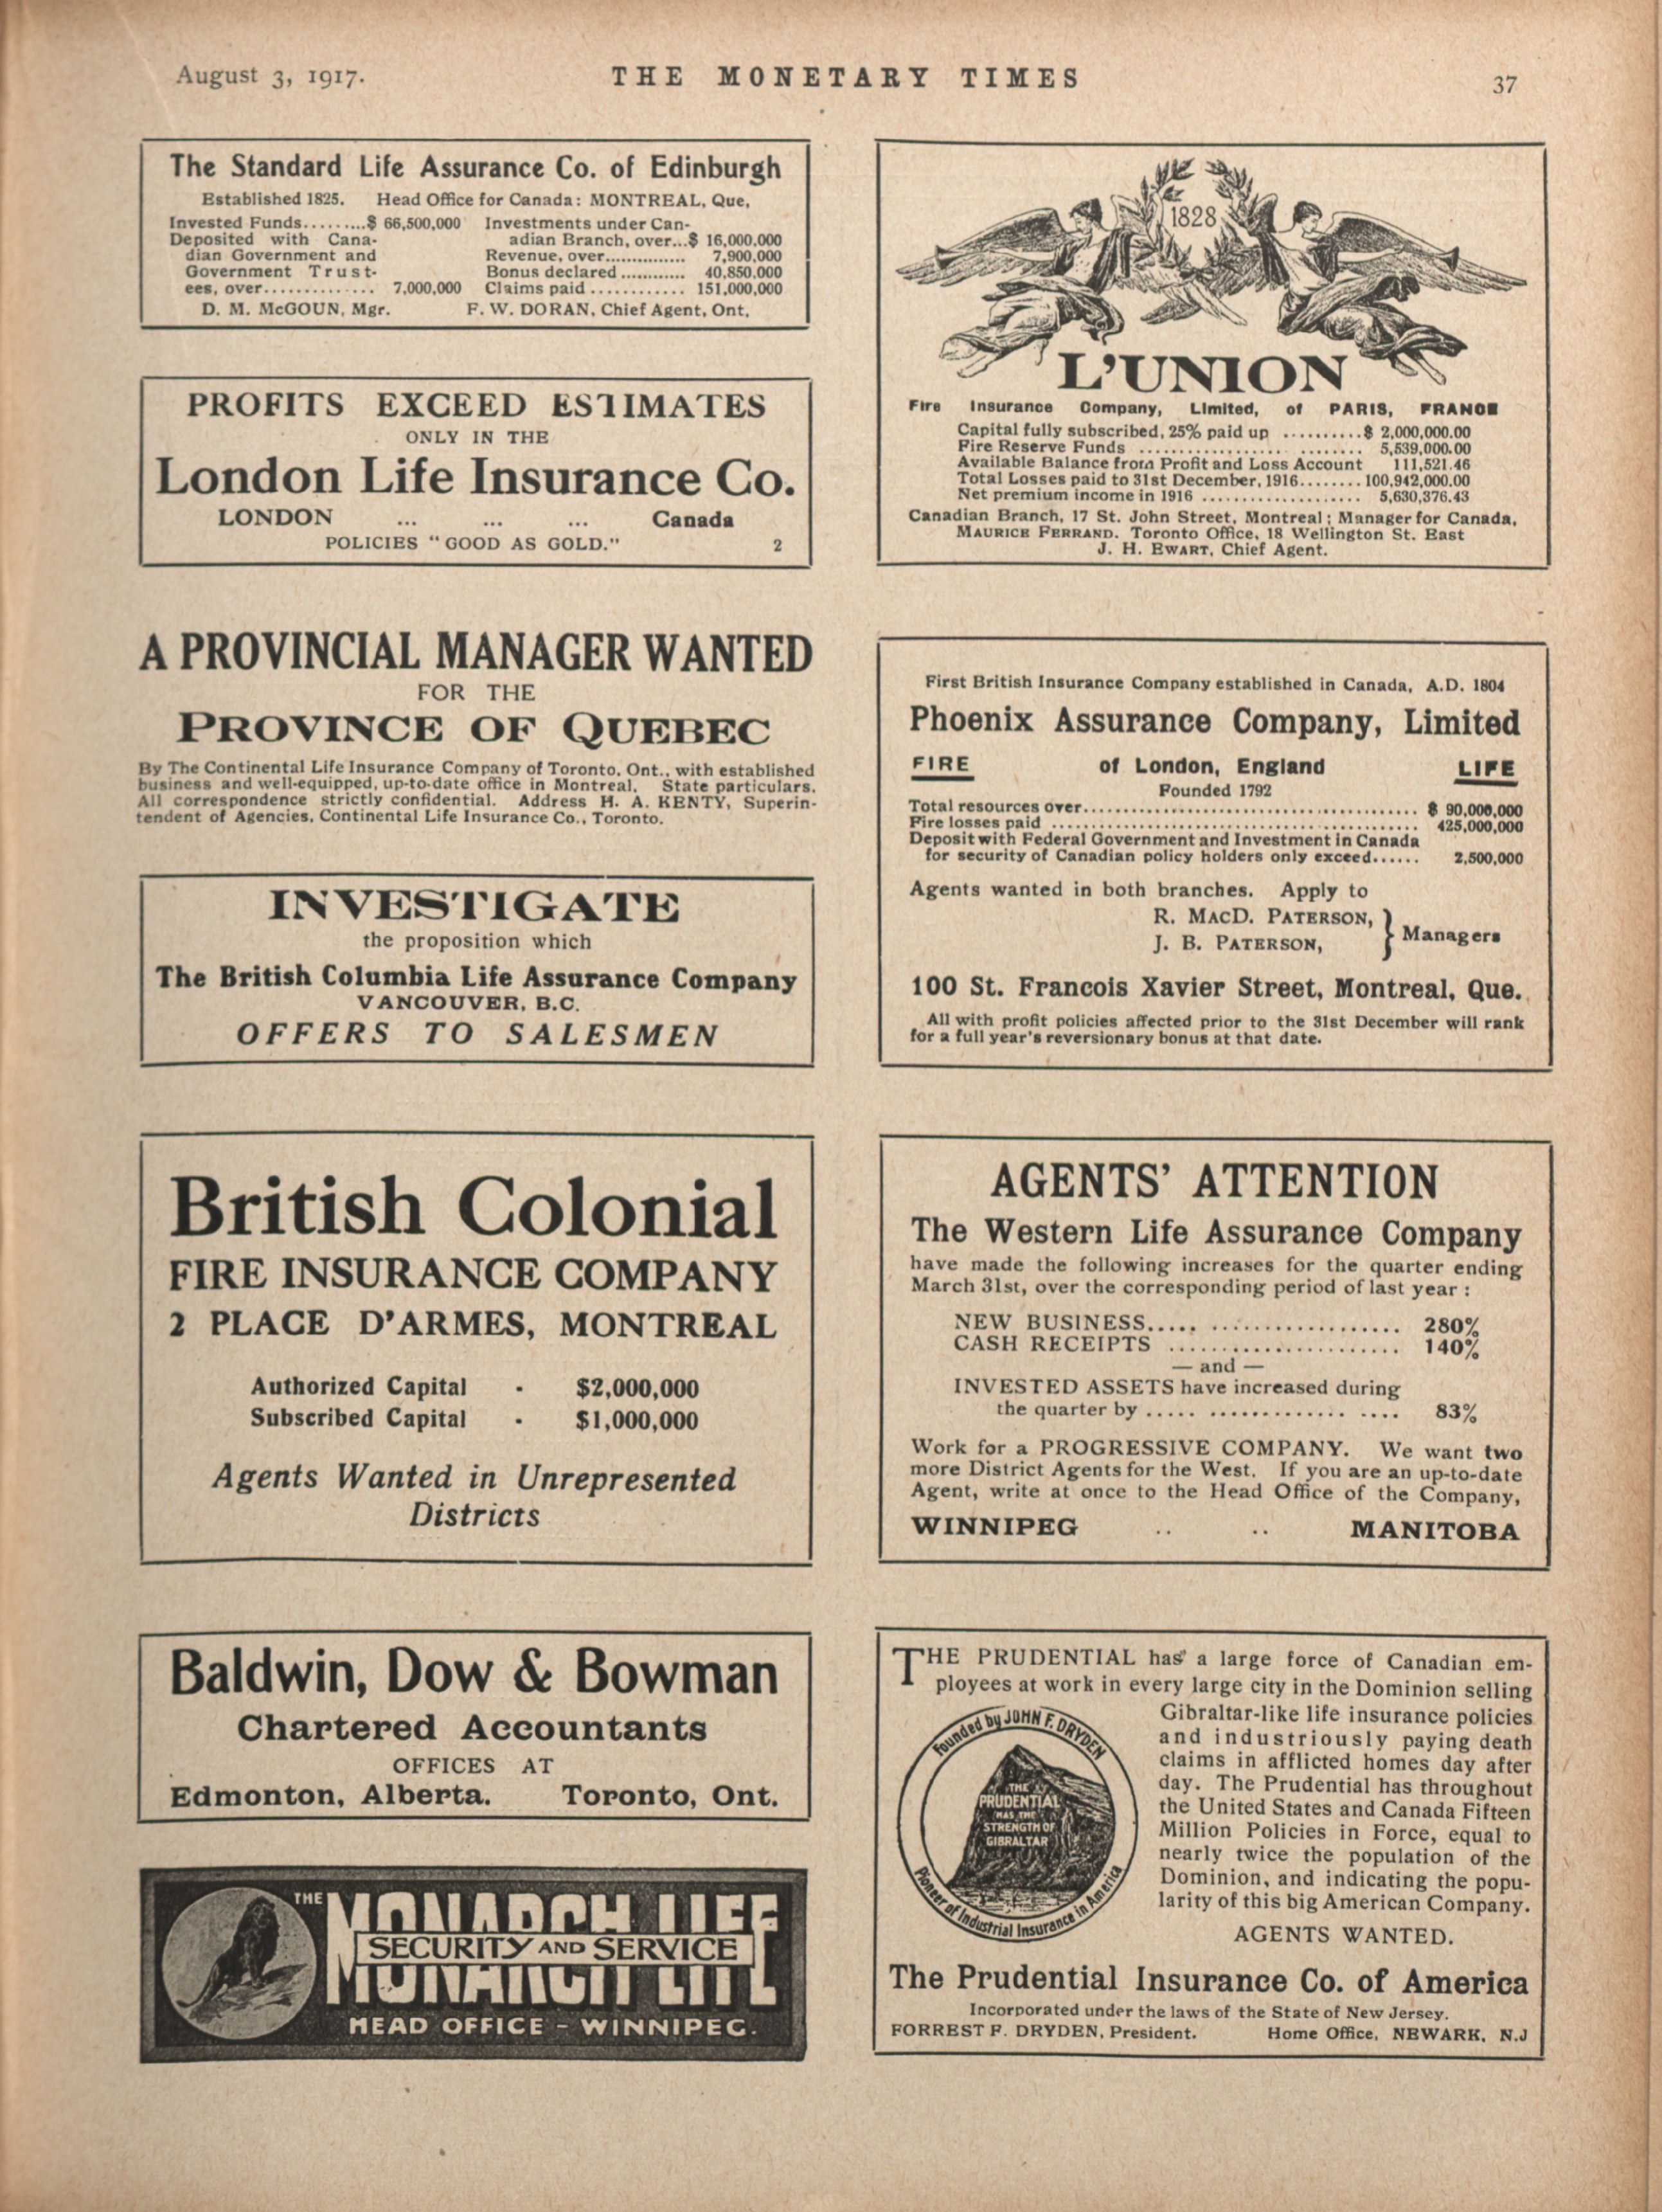 August 3, 1917.
THE MONETARY TIMES
37
The Standard Life Assurance Co. of Edinburgh
Established 1825. Head Office for Canada: MONTREAL, Que,
Invested Funds.........$ 66,500,000
Deposited with Cana-
dian Government and
Government Trust-
ees, over.............. 7,000,000
Investments under Can-
adian Branch, over...$ 16,000,000
Revenue, over............... 7,900,000
Bonus declared............ 40,850,000
Claims paid............ 151,000,000
D. M. McGOUN, Mgr. F. W. DORAN, Chief Agent, Ont.
PROFITS EXCEED ESTIMATES
ONLY IN THE
London Life Insurance Co.
LONDON ... ... ... Canada
POLICIES "GOOD AS GOLD." 2
A PROVINCIAL MANAGER WANTED
FOR THE
PROVINCE OF QUEBEC
By The Continental Life Insurance Company of Toronto, Ont., with established
business and well-equipped, up-to-date office in Montreal. State particulars.
All correspondence strictly confidential. Address H. A. KENTY, Superin-
tendent of Agencies, Continental Life Insurance Co., Toronto.
INVESTIGATE
the proposition which
The British Columbia Life Assurance Company
VANCOUVER, B.C.
OFFERS TO SALESMEN
British Colonial
FIRE INSURANCE COMPANY
2 PLACE D'ARMES, MONTREAL
Authorized Capital - $2,000,000
Subscribed Capital - $1,000,000
Agents Wanted in Unrepresented
Districts
Baldwin, Dow & Bowman
Chartered Accountants
OFFICES AT
Edmonton, Alberta. Toronto, Ont.
THE MONARCH LIFE
SECURITY AND SERVICE
MONARCH LIFE
HEAD OFFICE - WINNIPEG.
1828
L'UNION
Fire Insurance Company, Limited, of PARIS, FRANCE
Capital fully subscribed, 25% paid up ..........$ 2,000,000.00
Fire Reserve Funds .......................... 5,539,000.00
Available Balance from Profit and Loss Account 111,521.46
Total Losses paid to 31st December, 1916........ 100,942,000.00
Net premium income in 1916 .................... 5,630,376.43
Canadian Branch, 17 St. John Street, Montreal; Manager for Canada,
MAURICE FERRAND. Toronto Office, 18 Wellington St. East
J. H. EWART, Chief Agent.
First British Insurance Company established in Canada, A.D. 1804
Phoenix Assurance Company, Limited
FIRE of London, England LIFE
Founded 1792
Total resources over................................................ $ 90,000,000
Fire losses paid ................................................ 425,000,000
Deposit with Federal Government and Investment in Canada
for security of Canadian policy holders only exceed...... 2,500,000
Agents wanted in both branches. Apply to
R. MACD. PATERSON,
J. B. PATERSON, } Managers
100 St. Francois Xavier Street, Montreal, Que.
All with profit policies affected prior to the 31st December will rank
for a full year's reversionary bonus at that date.
AGENTS' ATTENTION
The Western Life Assurance Company
have made the following increases for the quarter ending
March 31st, over the corresponding period of last year :
NEW BUSINESS..... .................. 280%
CASH RECEIPTS ...................... 140%
— and —
INVESTED ASSETS have increased during
the quarter by ..... ............. .... 83%
Work for a PROGRESSIVE COMPANY. We want two
more District Agents for the West. If you are an up-to-date
Agent, write at once to the Head Office of the Company,
WINNIPEG .. .. MANITOBA
THE PRUDENTIAL has a large force of Canadian em-
ployees at work in every large city in the Dominion selling
Gibraltar-like life insurance policies
and industriously paying death
claims in afflicted homes day after
day. The Prudential has throughout
the United States and Canada Fifteen
Million Policies in Force, equal to
nearly twice the population of the
Dominion, and indicating the popu-
larity of this big American Company.
AGENTS WANTED.
Founded by JOHN F. DRYDEN
THE
PRUDENTIAL
HAS THE
STRENGTH OF
GIBRALTAR
Pioneer of Industrial Insurance in America
The Prudential Insurance Co. of America
Incorporated under the laws of the State of New Jersey.
FORREST F. DRYDEN, President. Home Office, NEWARK, N.J